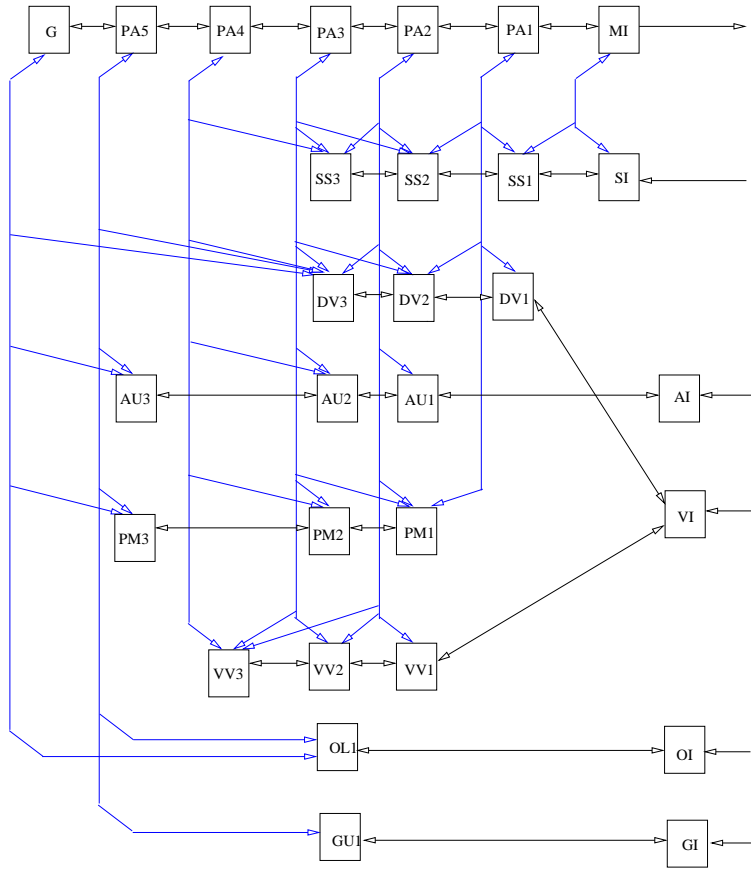 G PA5 PA4 PA3 PA2 PA1 MI
SS3 SS2 SS1 SI
DV3 DV2 DV1
AU3 AU2 AU1 AI
PM3 PM2 PM1 VI
VV3 VV2 VV1
OL1 OI
GU1 GI